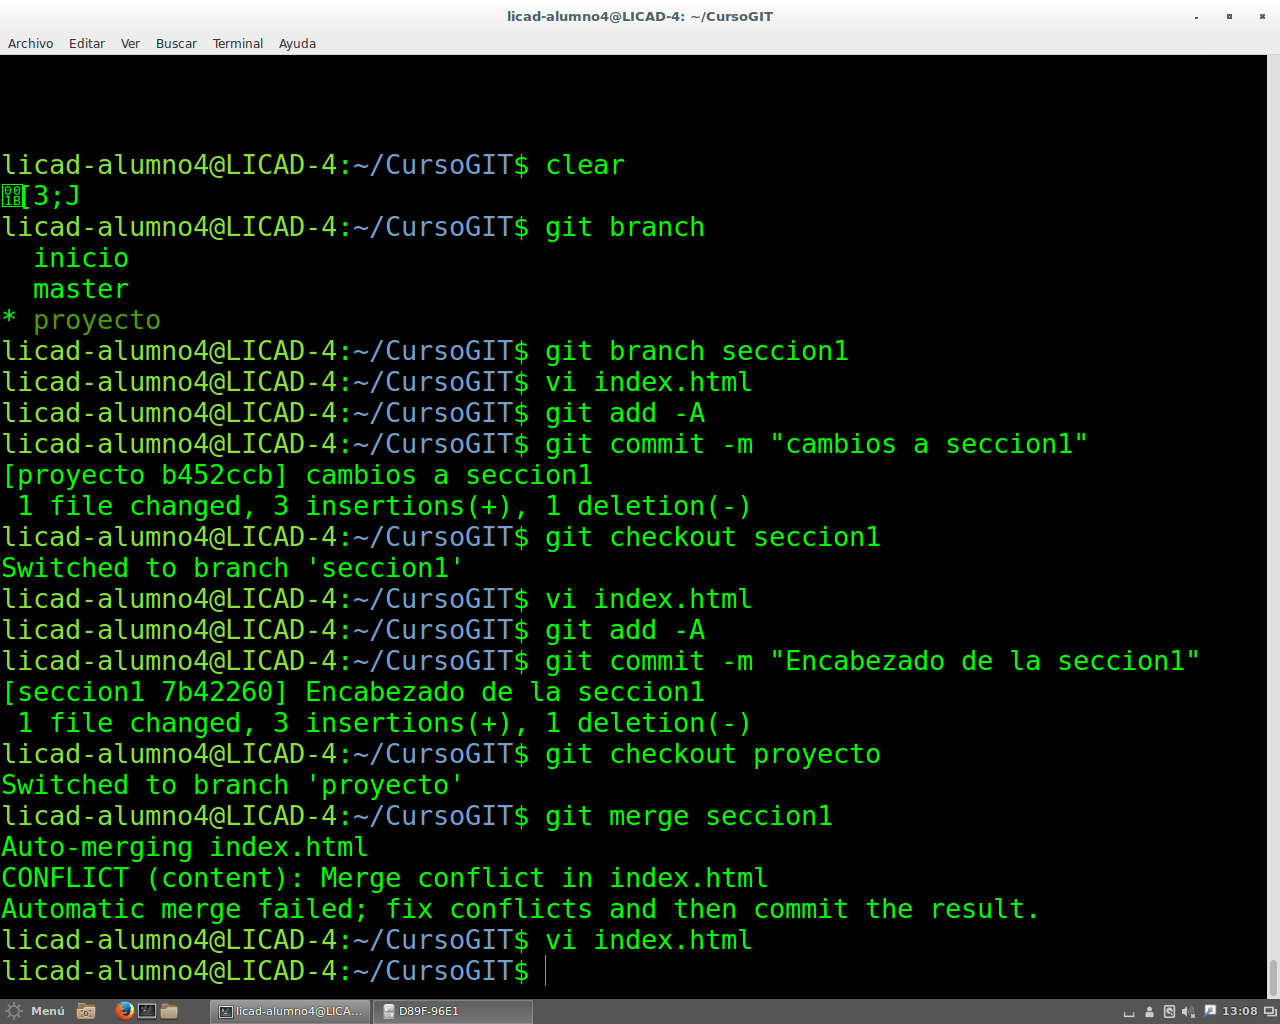 licad-alumno4@LICAD-4: ~/CursoGIT
Archivo Editar Ver Buscar Terminal Ayuda
licad-alumno4@LICAD-4:~/CursoGIT$ clear
001B[3;J
licad-alumno4@LICAD-4:~/CursoGIT$ git branch
  inicio
  master
* proyecto
licad-alumno4@LICAD-4:~/CursoGIT$ git branch seccion1
licad-alumno4@LICAD-4:~/CursoGIT$ vi index.html
licad-alumno4@LICAD-4:~/CursoGIT$ git add -A
licad-alumno4@LICAD-4:~/CursoGIT$ git commit -m "cambios a seccion1"
[proyecto b452ccb] cambios a seccion1
 1 file changed, 3 insertions(+), 1 deletion(-)
licad-alumno4@LICAD-4:~/CursoGIT$ git checkout seccion1
Switched to branch 'seccion1'
licad-alumno4@LICAD-4:~/CursoGIT$ vi index.html
licad-alumno4@LICAD-4:~/CursoGIT$ git add -A
licad-alumno4@LICAD-4:~/CursoGIT$ git commit -m "Encabezado de la seccion1"
[seccion1 7b42260] Encabezado de la seccion1
 1 file changed, 3 insertions(+), 1 deletion(-)
licad-alumno4@LICAD-4:~/CursoGIT$ git checkout proyecto
Switched to branch 'proyecto'
licad-alumno4@LICAD-4:~/CursoGIT$ git merge seccion1
Auto-merging index.html
CONFLICT (content): Merge conflict in index.html
Automatic merge failed; fix conflicts and then commit the result.
licad-alumno4@LICAD-4:~/CursoGIT$ vi index.html
licad-alumno4@LICAD-4:~/CursoGIT$
Menú licad-alumno4@LICA... D89F-96E1 13:08